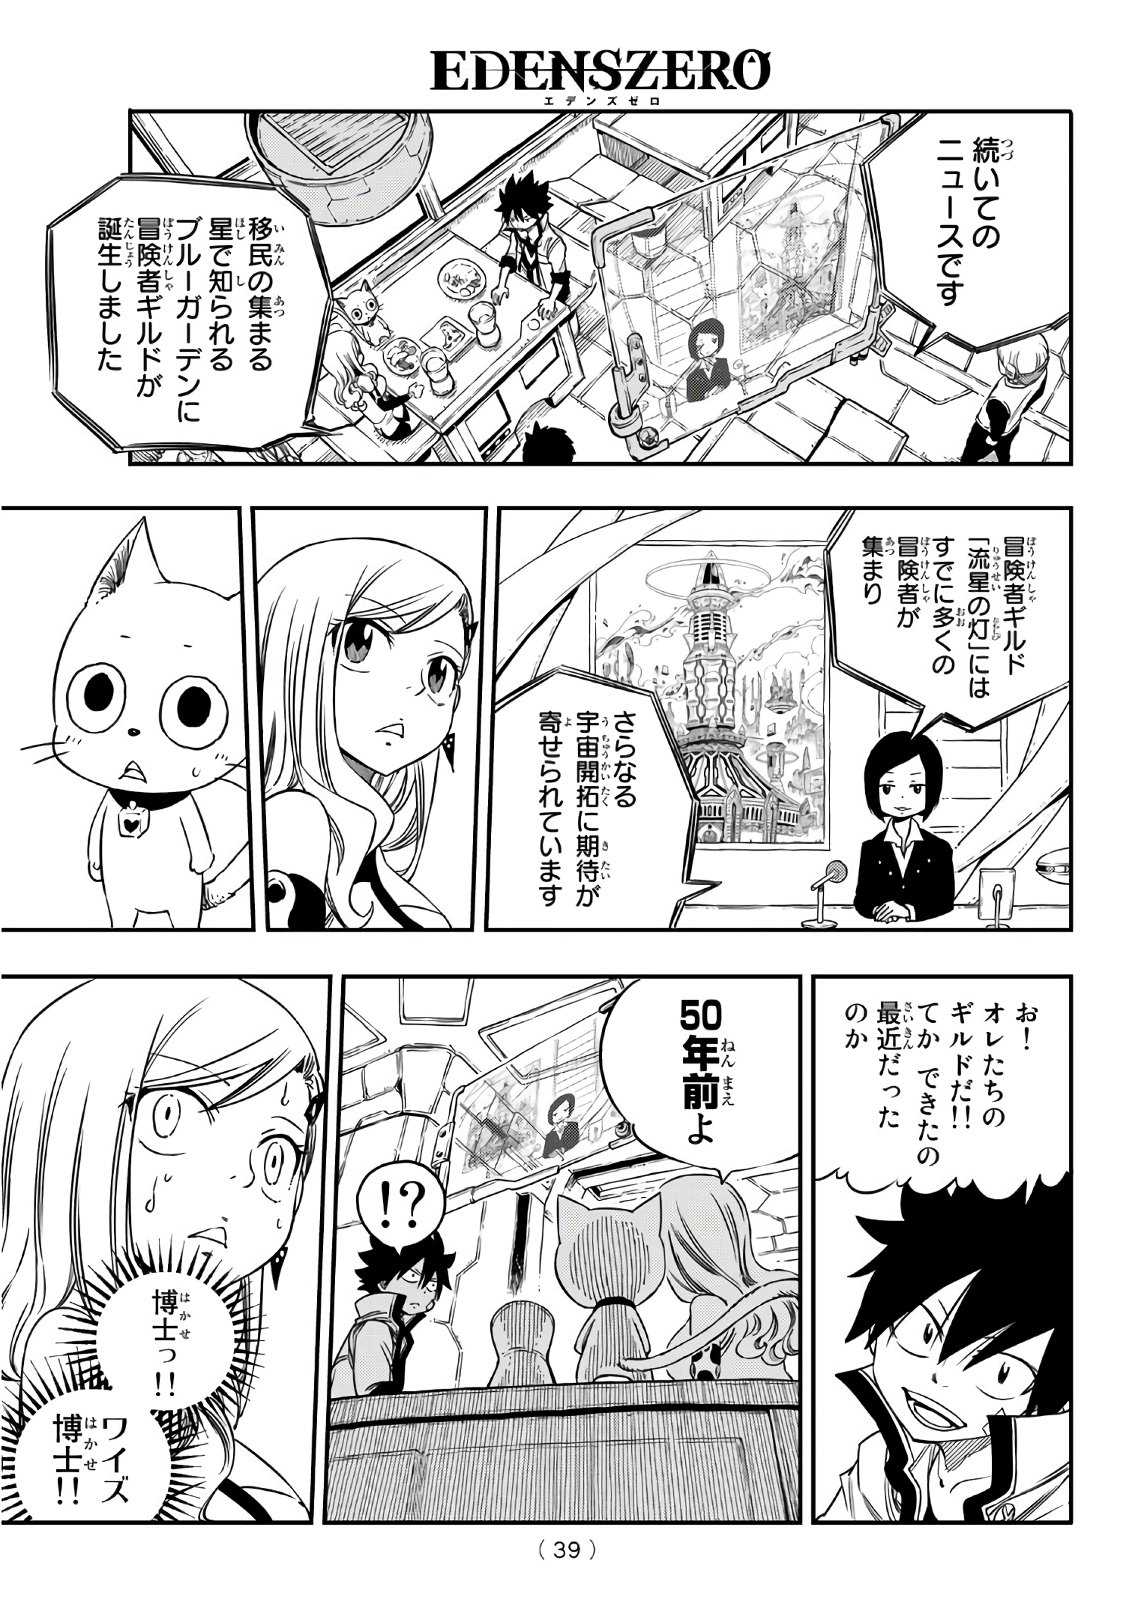 EDENSZERO
エデンズゼロ
続いての
ニュースです
移民の集まる
星で知られる
ブルーガーデンに
冒険者ギルドが
誕生しました
冒険者ギルド
「流星の灯」には
すでに多くの
冒険者が
集まり
さらなる
宇宙開拓に期待が
寄せられています
お!
オレたちの
ギルドだ!!
てか できたの
最近だった
のか
50年前よ
!?
博士っ!!
ワイズ
博士!!
(39)